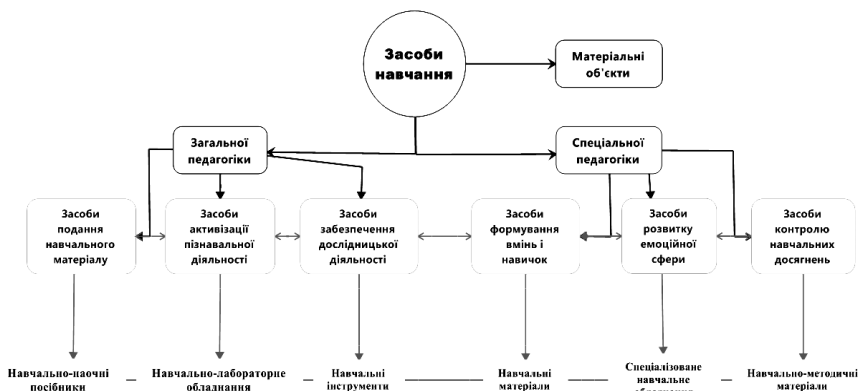 Засоби
навчання
Матеріальні
об'єкти
Загальної
педагогіки
Спеціальної
педагогіки
Засоби
подання
навчального
матеріалу
Засоби
активізації
пізнавальної
діяльності
Засоби
забезпечення
дослідницької
діяльності
Засоби
формування
вмінь і
навичок
Засоби
розвитку
емоційної
сфери
Засоби
контролю
навчальних
досягнень
Навчально-наочні
посібники
Навчально-лабораторне
обладнання
Навчальні
інструменти
Навчальні
матеріали
Спеціалізоване
навчальне
Навчально-методичні
матеріали